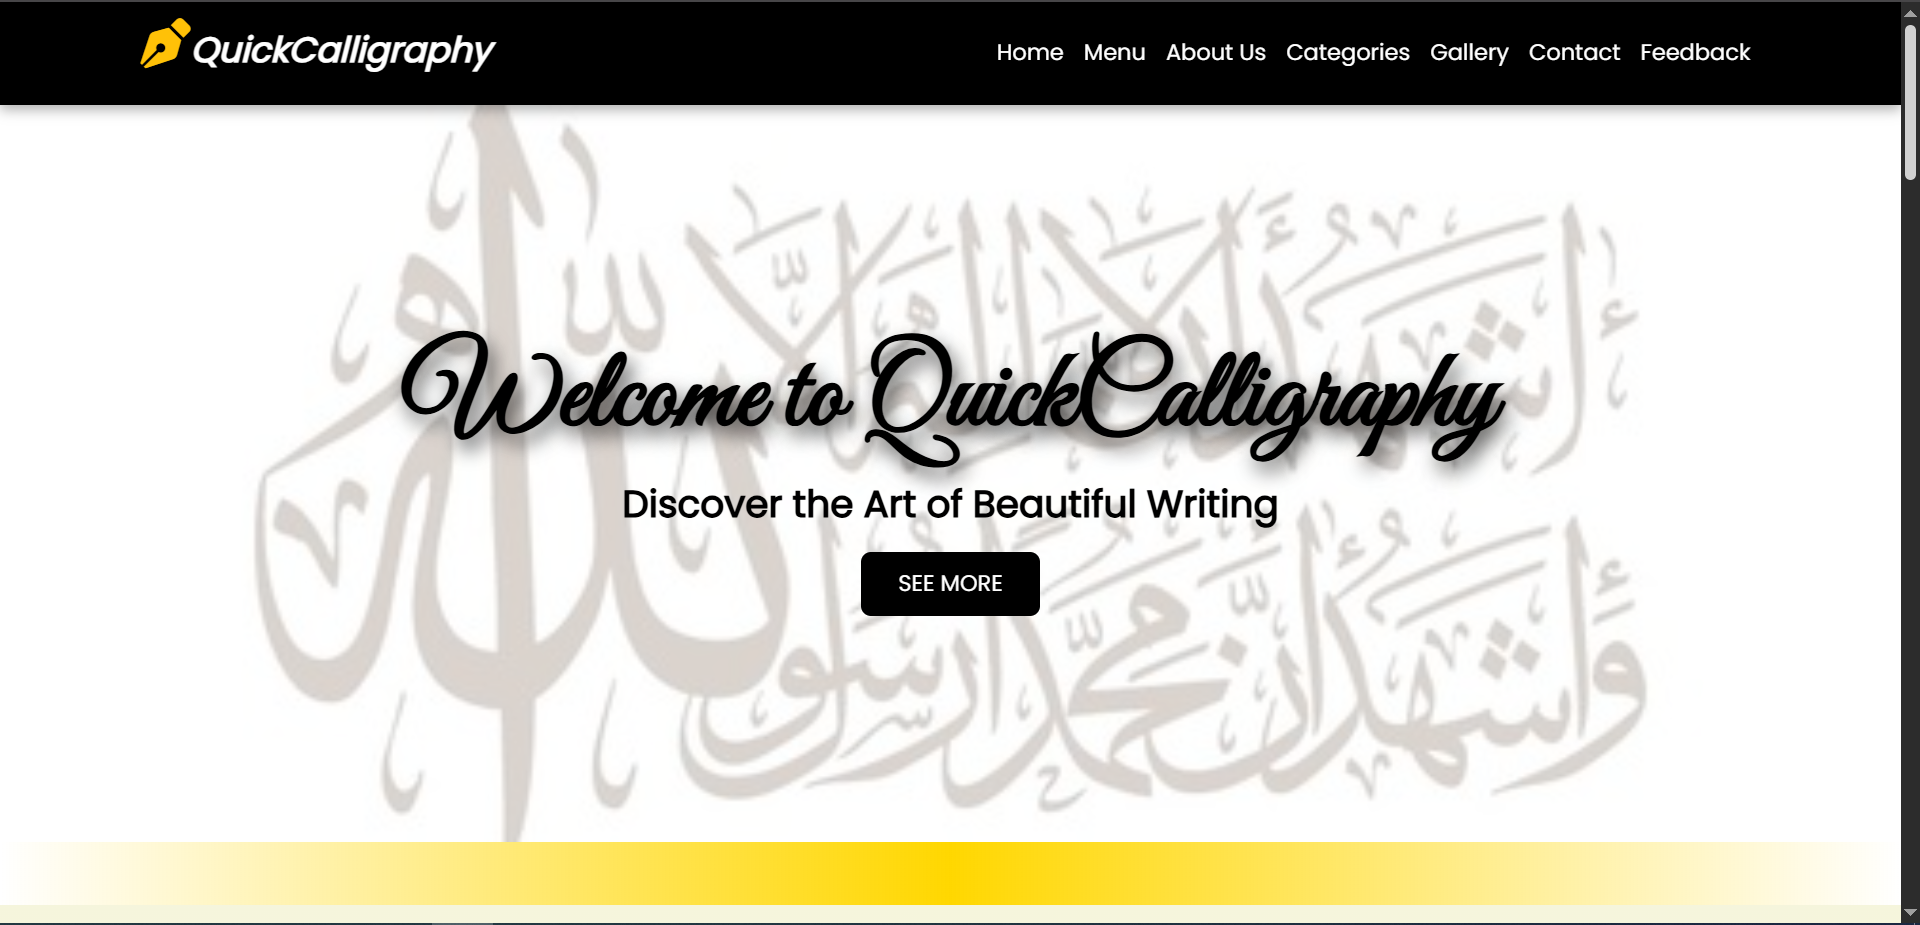 QuickCalligraphy
Home Menu About Us Categories Gallery Contact Feedback
أشهد أن لا إله إلا الله
Welcome to QuickCalligraphy
Discover the Art of Beautiful Writing
SEE MORE
وأشهد أن محمدا رسول الله